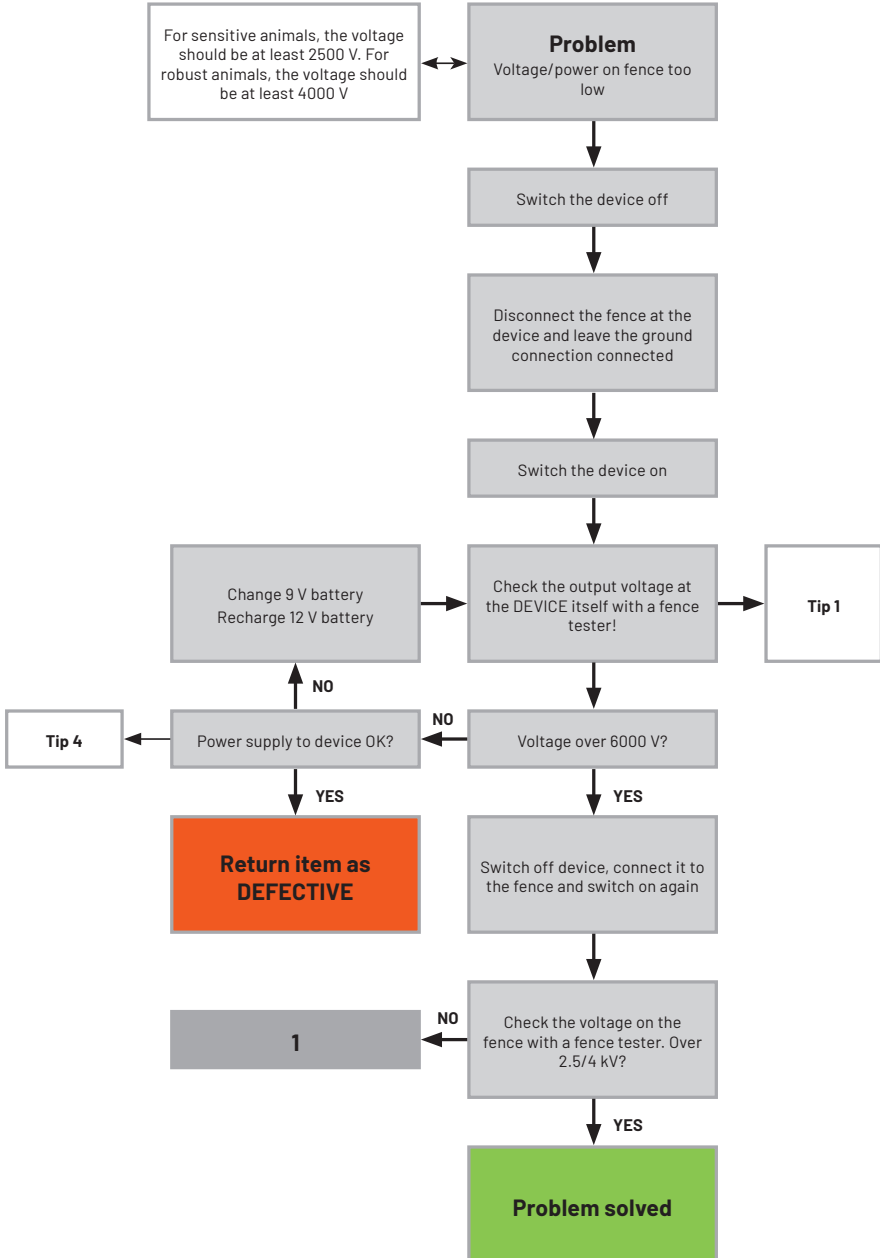 For sensitive animals, the voltage
should be at least 2500 V. For
robust animals, the voltage should
be at least 4000 V
Problem
Voltage/power on fence too
low
Switch the device off
Disconnect the fence at the
device and leave the ground
connection connected
Switch the device on
Change 9 V battery
Recharge 12 V battery
Check the output voltage at
the DEVICE itself with a fence
tester!
Tip 1
NO
Tip 4
Power supply to device OK?
NO
Voltage over 6000 V?
YES
YES
Return item as
DEFECTIVE
Switch off device, connect it to
the fence and switch on again
1
NO
Check the voltage on the
fence with a fence tester. Over
2.5/4 kV?
YES
Problem solved